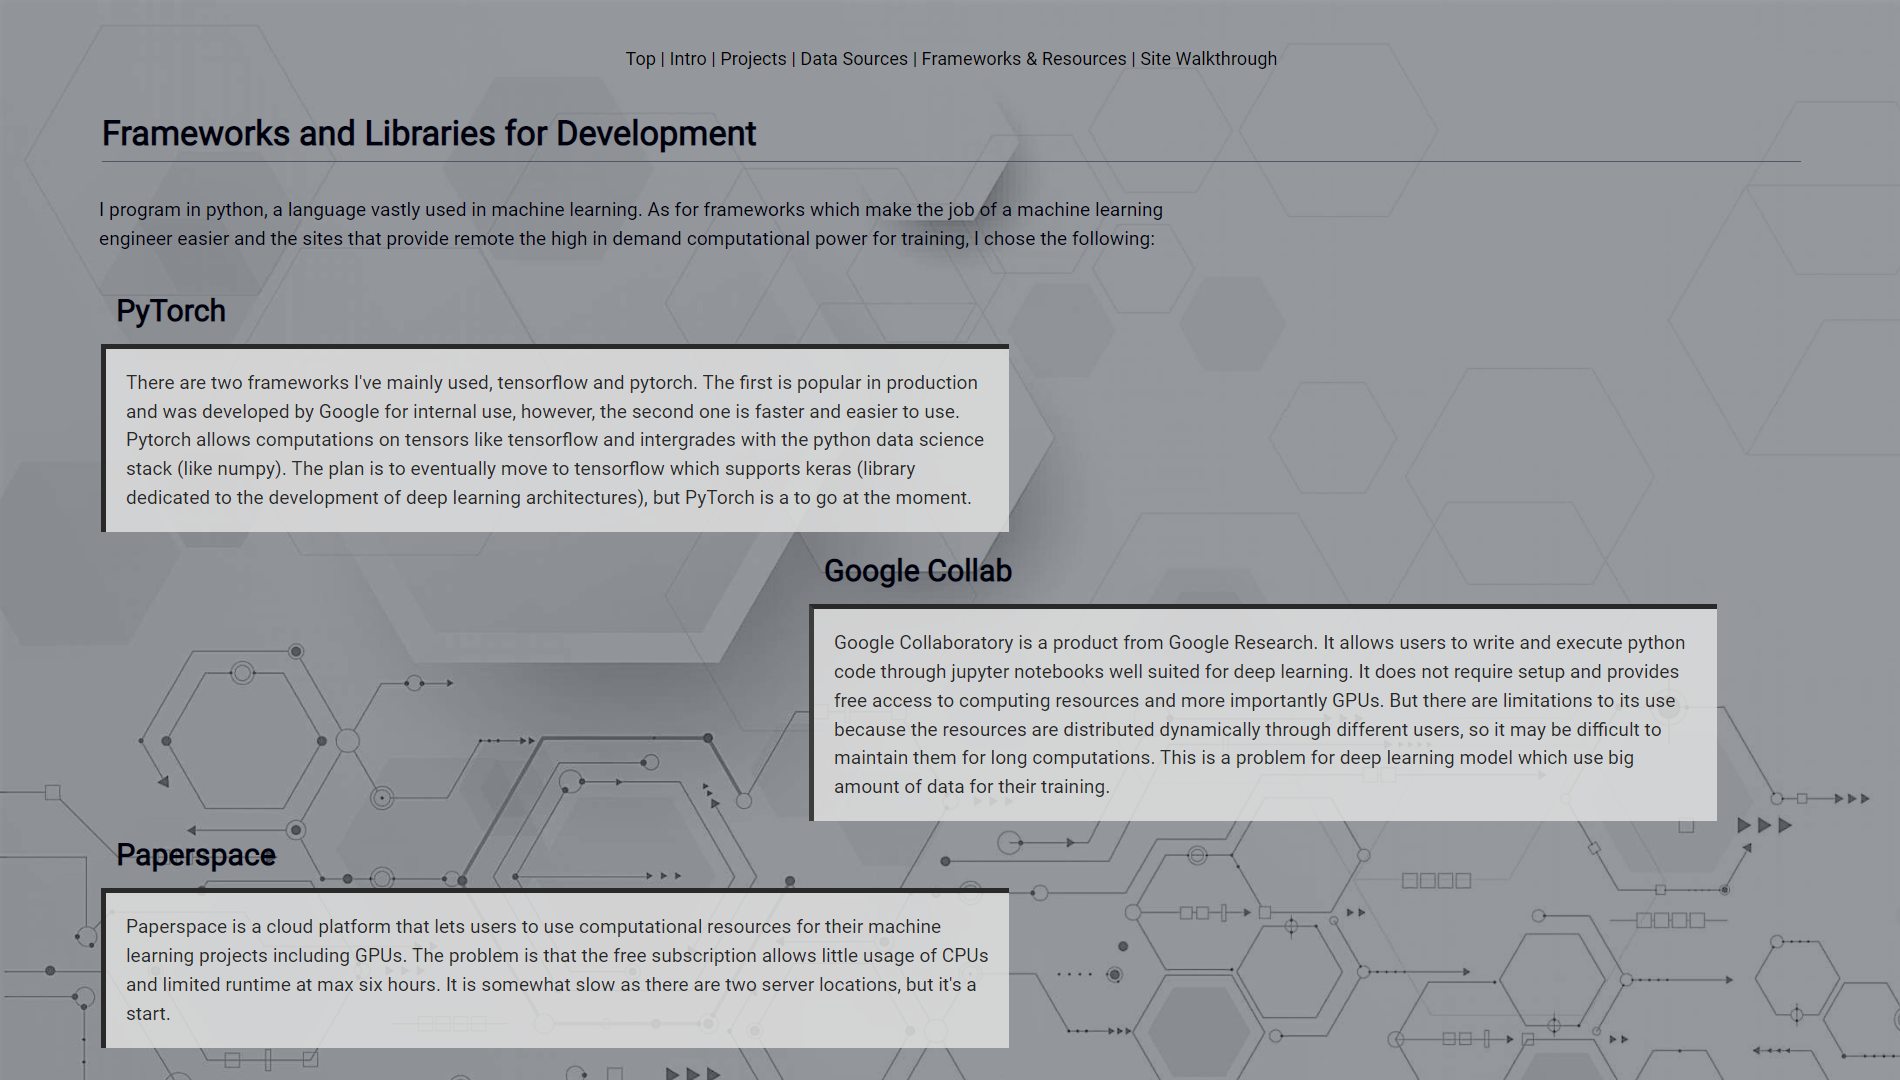 Top | Intro | Projects | Data Sources | Frameworks & Resources | Site Walkthrough
Frameworks and Libraries for Development
I program in python, a language vastly used in machine learning. As for frameworks which make the job of a machine learning
engineer easier and the sites that provide remote the high in demand computational power for training, I chose the following:
PyTorch
There are two frameworks I've mainly used, tensorflow and pytorch. The first is popular in production
and was developed by Google for internal use, however, the second one is faster and easier to use.
Pytorch allows computations on tensors like tensorflow and intergrades with the python data science
stack (like numpy). The plan is to eventually move to tensorflow which supports keras (library
dedicated to the development of deep learning architectures), but PyTorch is a to go at the moment.
Google Collab
Google Collaboratory is a product from Google Research. It allows users to write and execute python
code through jupyter notebooks well suited for deep learning. It does not require setup and provides
free access to computing resources and more importantly GPUs. But there are limitations to its use
because the resources are distributed dynamically through different users, so it may be difficult to
maintain them for long computations. This is a problem for deep learning model which use big
amount of data for their training.
Paperspace
Paperspace is a cloud platform that lets users to use computational resources for their machine
learning projects including GPUs. The problem is that the free subscription allows little usage of CPUs
and limited runtime at max six hours. It is somewhat slow as there are two server locations, but it's a
start.